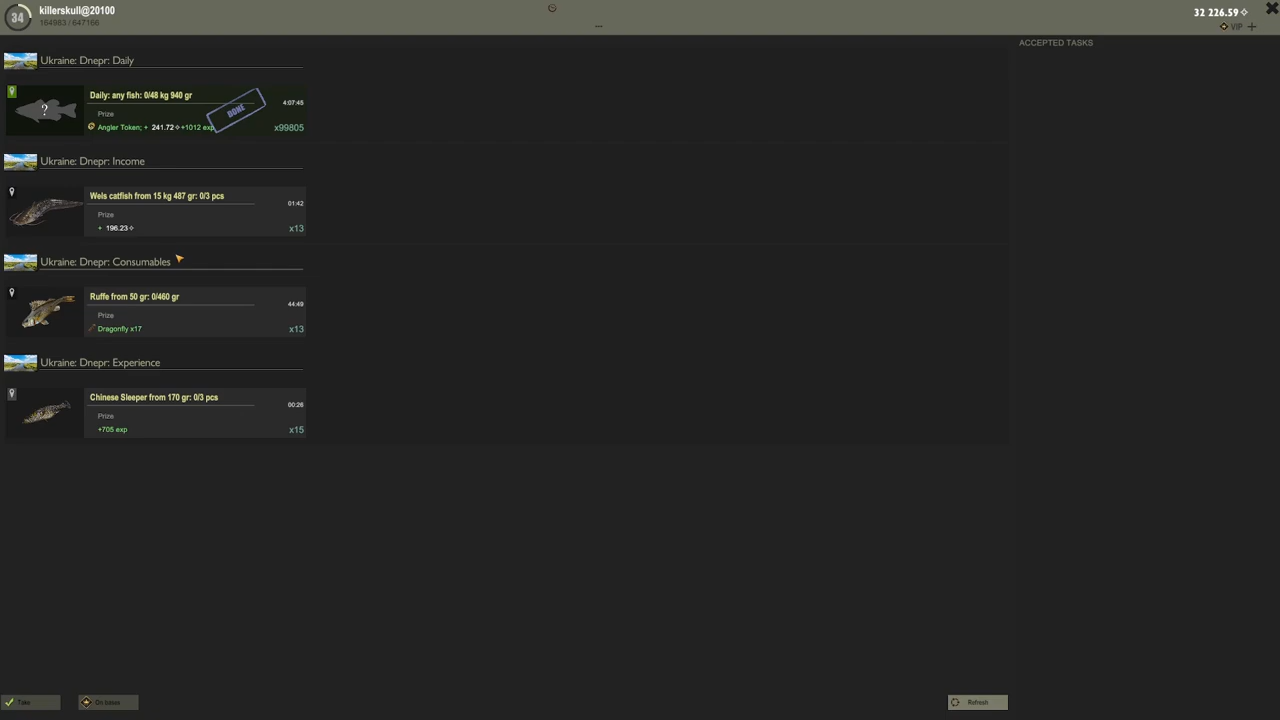 34
killerskull@20100
164983 / 647166
32 226.59
VIP +
ACCEPTED TASKS
Ukraine: Dnepr: Daily
?
Daily: any fish: 0/48 kg 940 gr
4:07:45
Prize
DONE
Angler Token; + 241.72 +1012 exp
x99805
Ukraine: Dnepr: Income
Wels catfish from 15 kg 487 gr: 0/3 pcs
01:42
Prize
+ 196.23
x13
Ukraine: Dnepr: Consumables
Ruffe from 50 gr: 0/460 gr
44:49
Prize
Dragonfly x17
x13
Ukraine: Dnepr: Experience
Chinese Sleeper from 170 gr: 0/3 pcs
00:26
Prize
+705 exp
x15
Take
On bases
Refresh